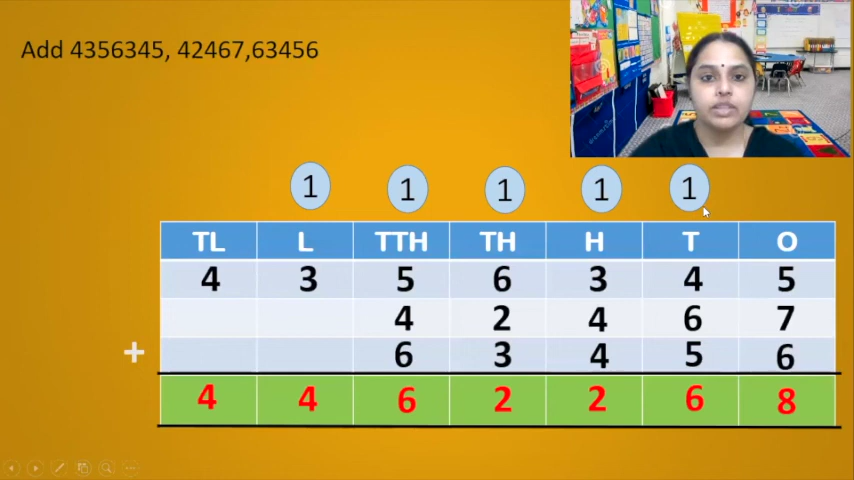 Add 4356345, 42467,63456
1 1 1 1 1
TL L TTH TH H T O
4 3 5 6 3 4 5
4 2 4 6 7
+ 6 3 4 5 6
4 4 6 2 2 6 8